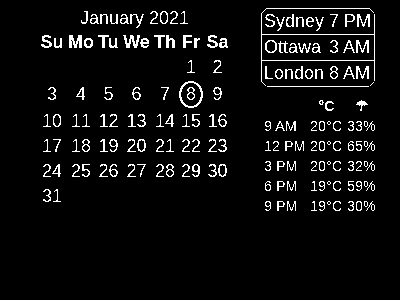 January 2021
Su Mo Tu We Th Fr Sa
1 2
3 4 5 6 7 8 9
10 11 12 13 14 15 16
17 18 19 20 21 22 23
24 25 26 27 28 29 30
31
Sydney 7 PM
Ottawa 3 AM
London 8 AM
°C
9 AM 20°C 33%
12 PM 20°C 65%
3 PM 20°C 32%
6 PM 19°C 59%
9 PM 19°C 30%